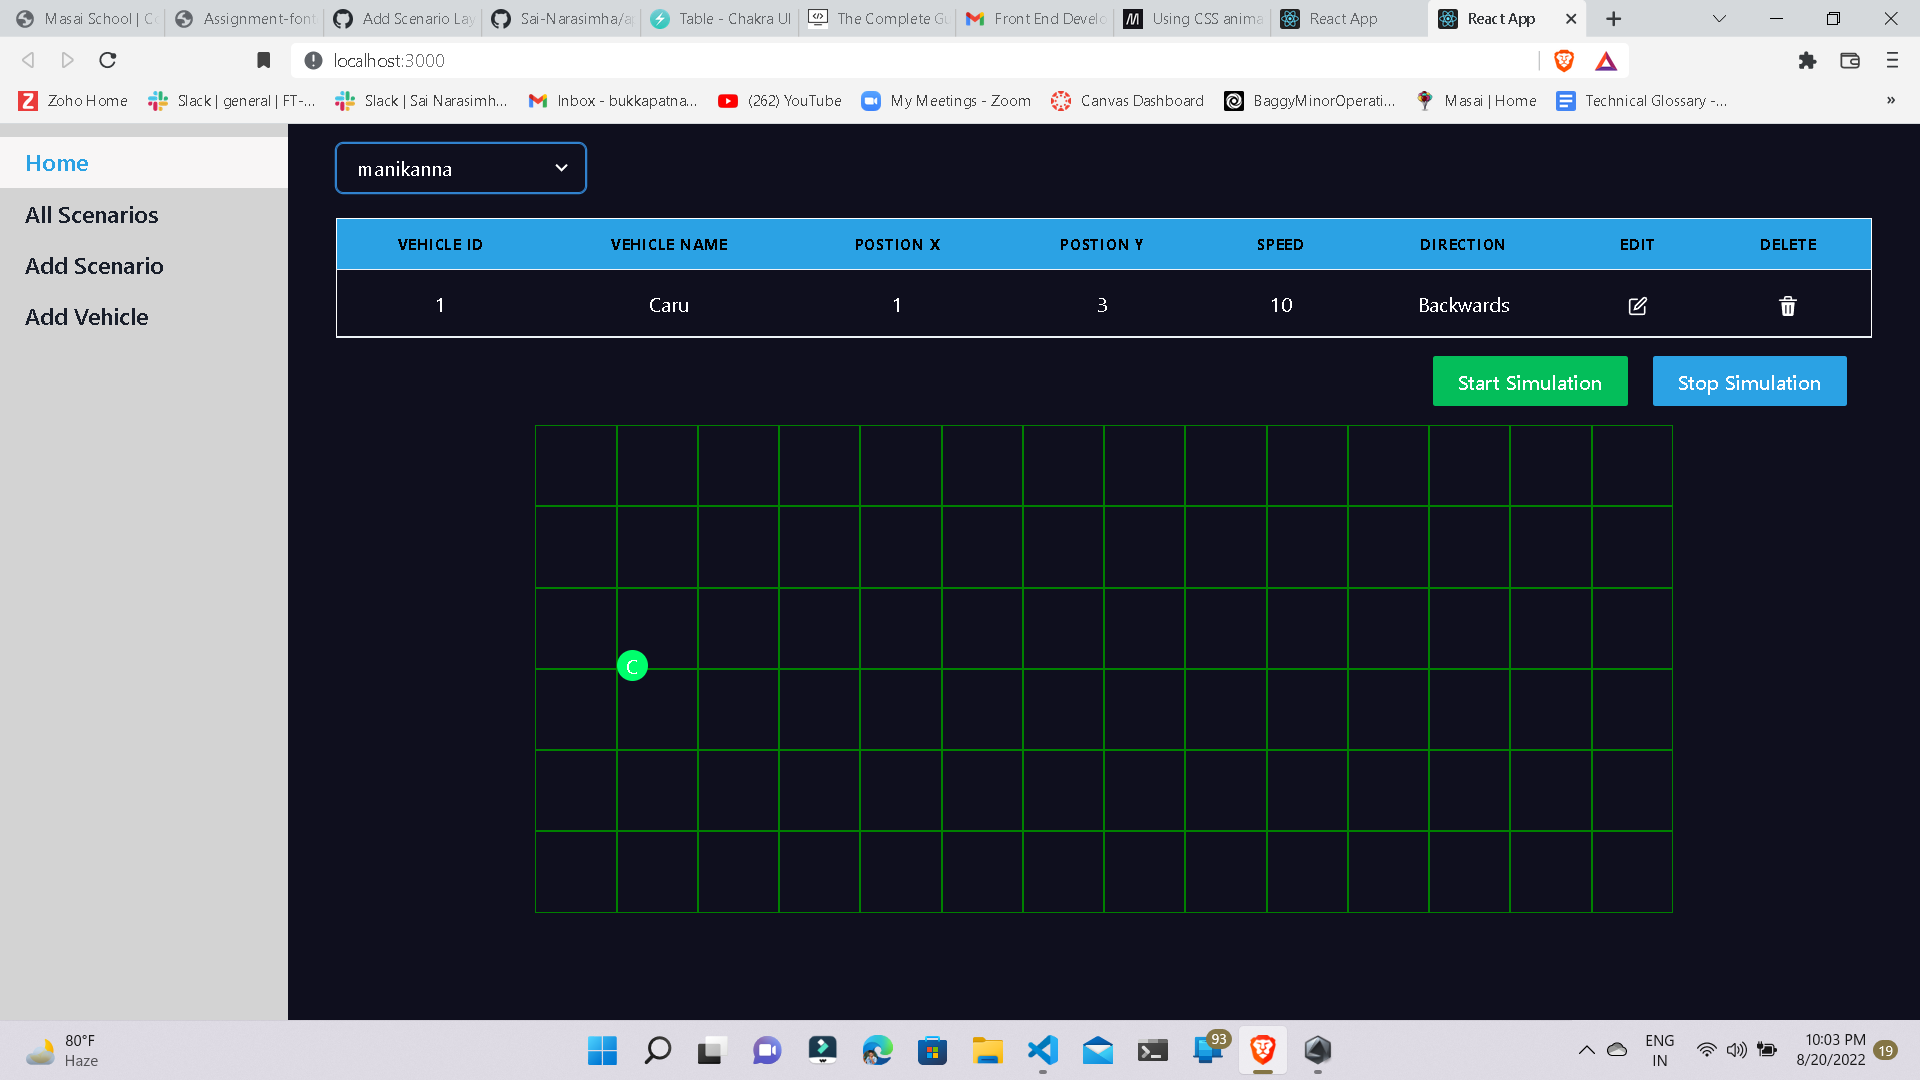 Masai School | Co
Assignment-font
Add Scenario Lay
Sai-Narasimha/a
Table - Chakra UI
The Complete Gu
Front End Develo
Using CSS anima
React App
React App
localhost:3000
Zoho Home
Slack | general | FT-...
Slack | Sai Narasimh...
Inbox - bukkapatna...
(262) YouTube
My Meetings - Zoom
Canvas Dashboard
BaggyMinorOperati...
Masai | Home
Technical Glossary -...
»
Home
All Scenarios
Add Scenario
Add Vehicle
manikanna
VEHICLE ID VEHICLE NAME POSTION X POSTION Y SPEED DIRECTION EDIT DELETE
1 Caru 1 3 10 Backwards
Start Simulation
Stop Simulation
C
80°F
Haze
93
ENG
IN
10:03 PM
8/20/2022
19